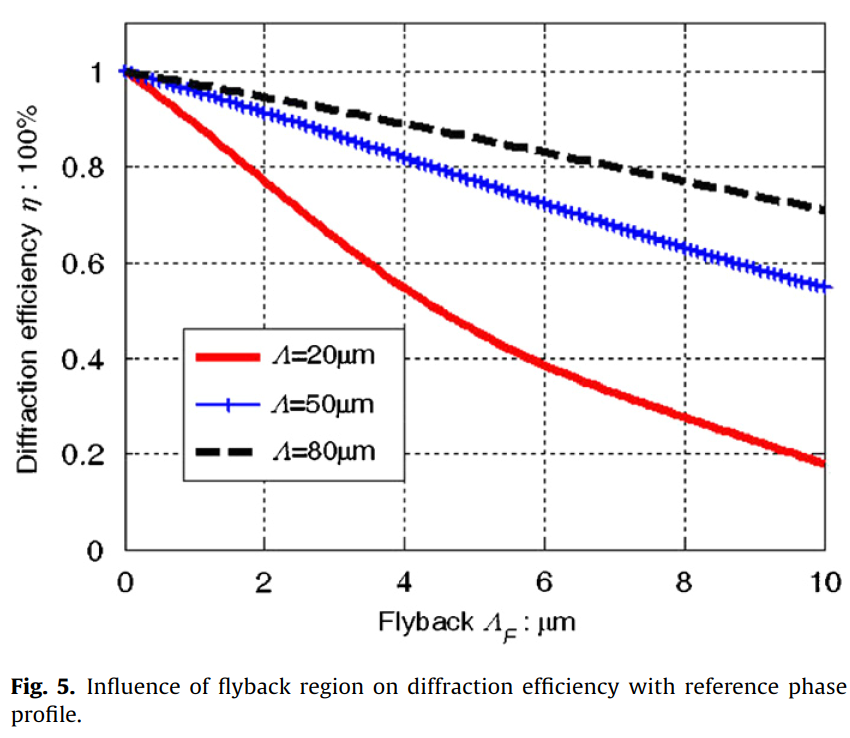 1
0.8
0.6
0.4
0.2
0
Diffraction efficiency η : 100%
Λ=20μm
Λ=50μm
Λ=80μm
0 2 4 6 8 10
Flyback Λ_F : μm
Fig. 5. Influence of flyback region on diffraction efficiency with reference phase
profile.